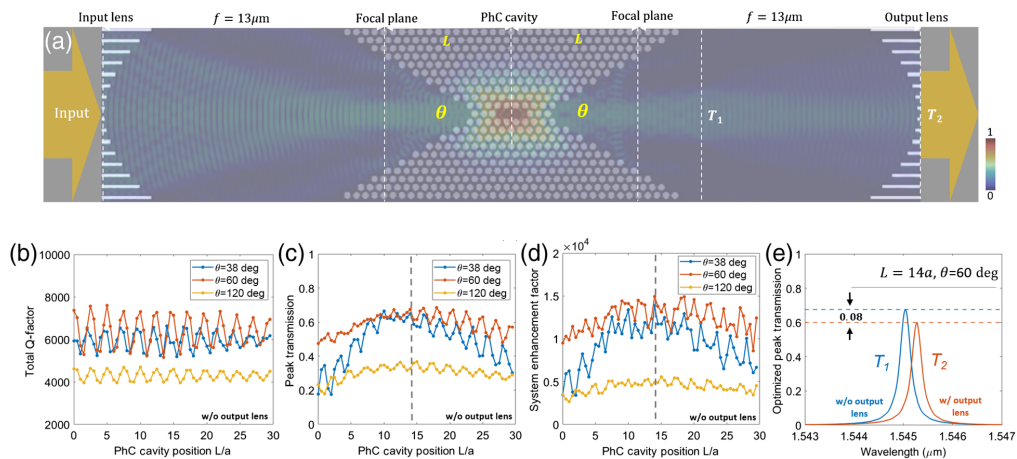 Input lens
f = 13μm
Focal plane
PhC cavity
Focal plane
f = 13μm
Output lens
(a)
L
L
Input
θ
θ
T1
T2
1
0
(b)
Total Q-factor
10000
8000
6000
4000
2000
0 5 10 15 20 25 30
θ=38 deg
θ=60 deg
θ=120 deg
w/o output lens
PhC cavity position L/a
(c)
Peak transmission
1
0.8
0.6
0.4
0.2
0
0 5 10 15 20 25 30
θ=38 deg
θ=60 deg
θ=120 deg
w/o output lens
PhC cavity position L/a
(d)
System enhancement factor
2 ×10⁴
1.5
1
0.5
0
0 5 10 15 20 25 30
θ=38 deg
θ=60 deg
θ=120 deg
w/o output lens
PhC cavity position L/a
(e)
Optimized peak transmission
1
0.8
0.6
0.4
0.2
0
L = 14a, θ=60 deg
0.08
T1
T2
w/o output
lens
w/ output
lens
1.543 1.544 1.545 1.546 1.547
Wavelength (μm)